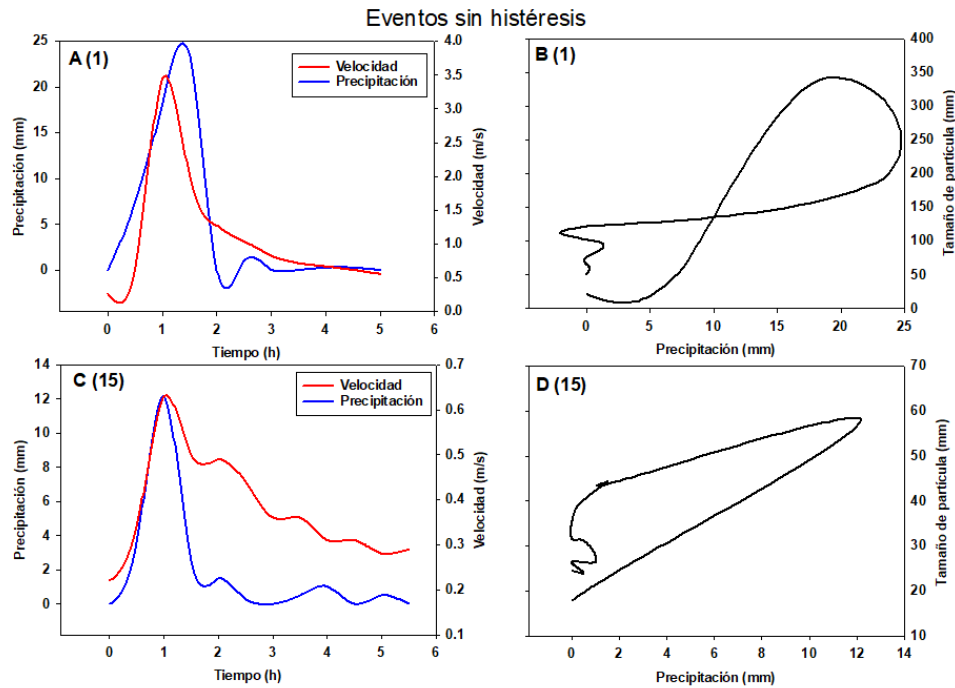 Eventos sin histéresis
A (1)
Velocidad
Precipitación
Precipitación (mm)
25
20
15
10
5
0
4.0
3.5
3.0
2.5
2.0
1.5
1.0
0.5
0.0
Velocidad (m/s)
0 1 2 3 4 5 6
Tiempo (h)
B (1)
400
350
300
250
200
150
100
50
0
Tamaño de partícula (mm)
0 5 10 15 20 25
Precipitación (mm)
C (15)
Velocidad
Precipitación
Precipitación (mm)
14
12
10
8
6
4
2
0
0.7
0.6
0.5
0.4
0.3
0.2
0.1
Velocidad (m/s)
0 1 2 3 4 5 6
Tiempo (h)
D (15)
70
60
50
40
30
20
10
Tamaño de partícula (mm)
0 2 4 6 8 10 12 14
Precipitación (mm)